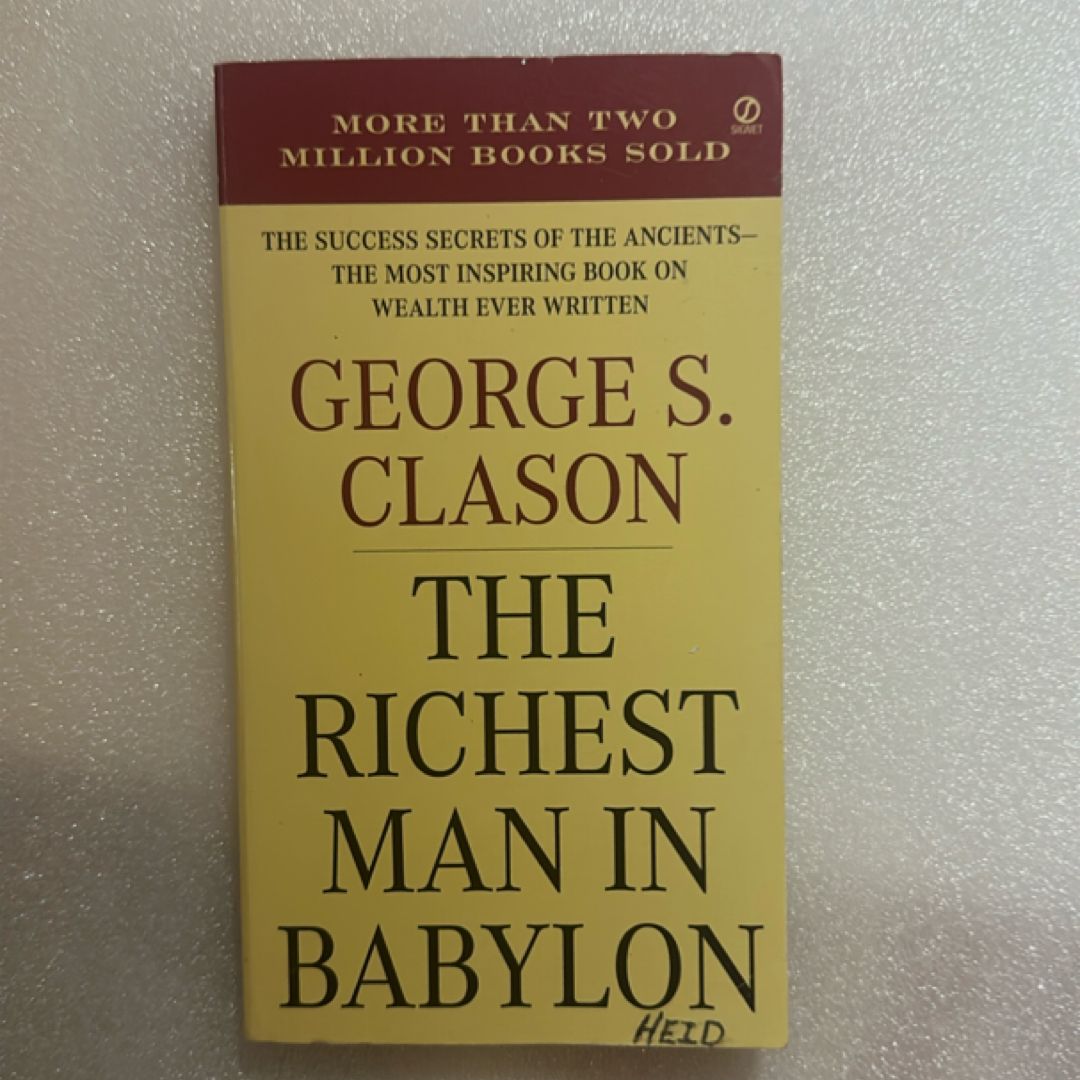 MORE THAN TWO
MILLION BOOKS SOLD
SIGNET
THE SUCCESS SECRETS OF THE ANCIENTS—
THE MOST INSPIRING BOOK ON
WEALTH EVER WRITTEN
GEORGE S.
CLASON
THE
RICHEST
MAN IN
BABYLON
HEID